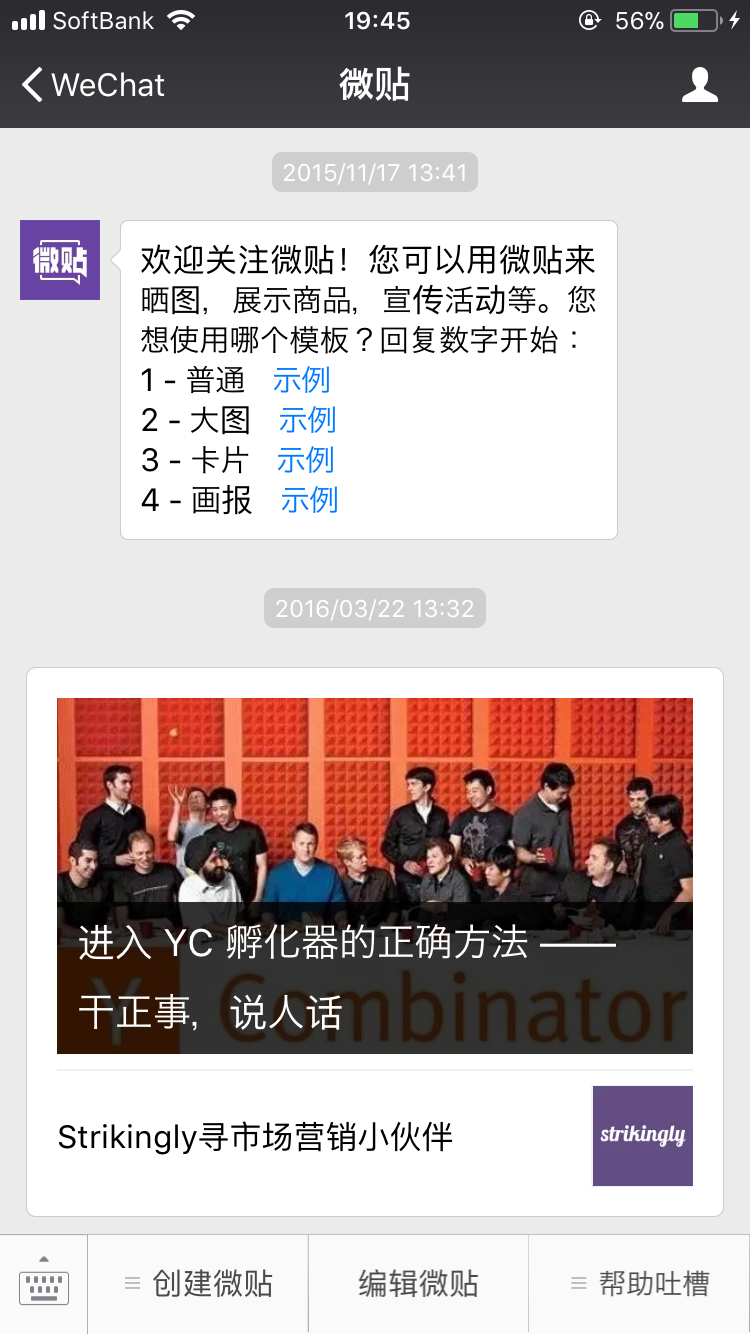 SoftBank 19:45 56%
WeChat 微贴
2015/11/17 13:41
微贴
欢迎关注微贴！您可以用微贴来
晒图，展示商品，宣传活动等。您
想使用哪个模板？回复数字开始：
1 - 普通 示例
2 - 大图 示例
3 - 卡片 示例
4 - 画报 示例
2016/03/22 13:32
进入 YC 孵化器的正确方法 ——
干正事，说人话
Y Combinator
Strikingly寻市场营销小伙伴
strikingly
创建微贴 编辑微贴 帮助吐槽